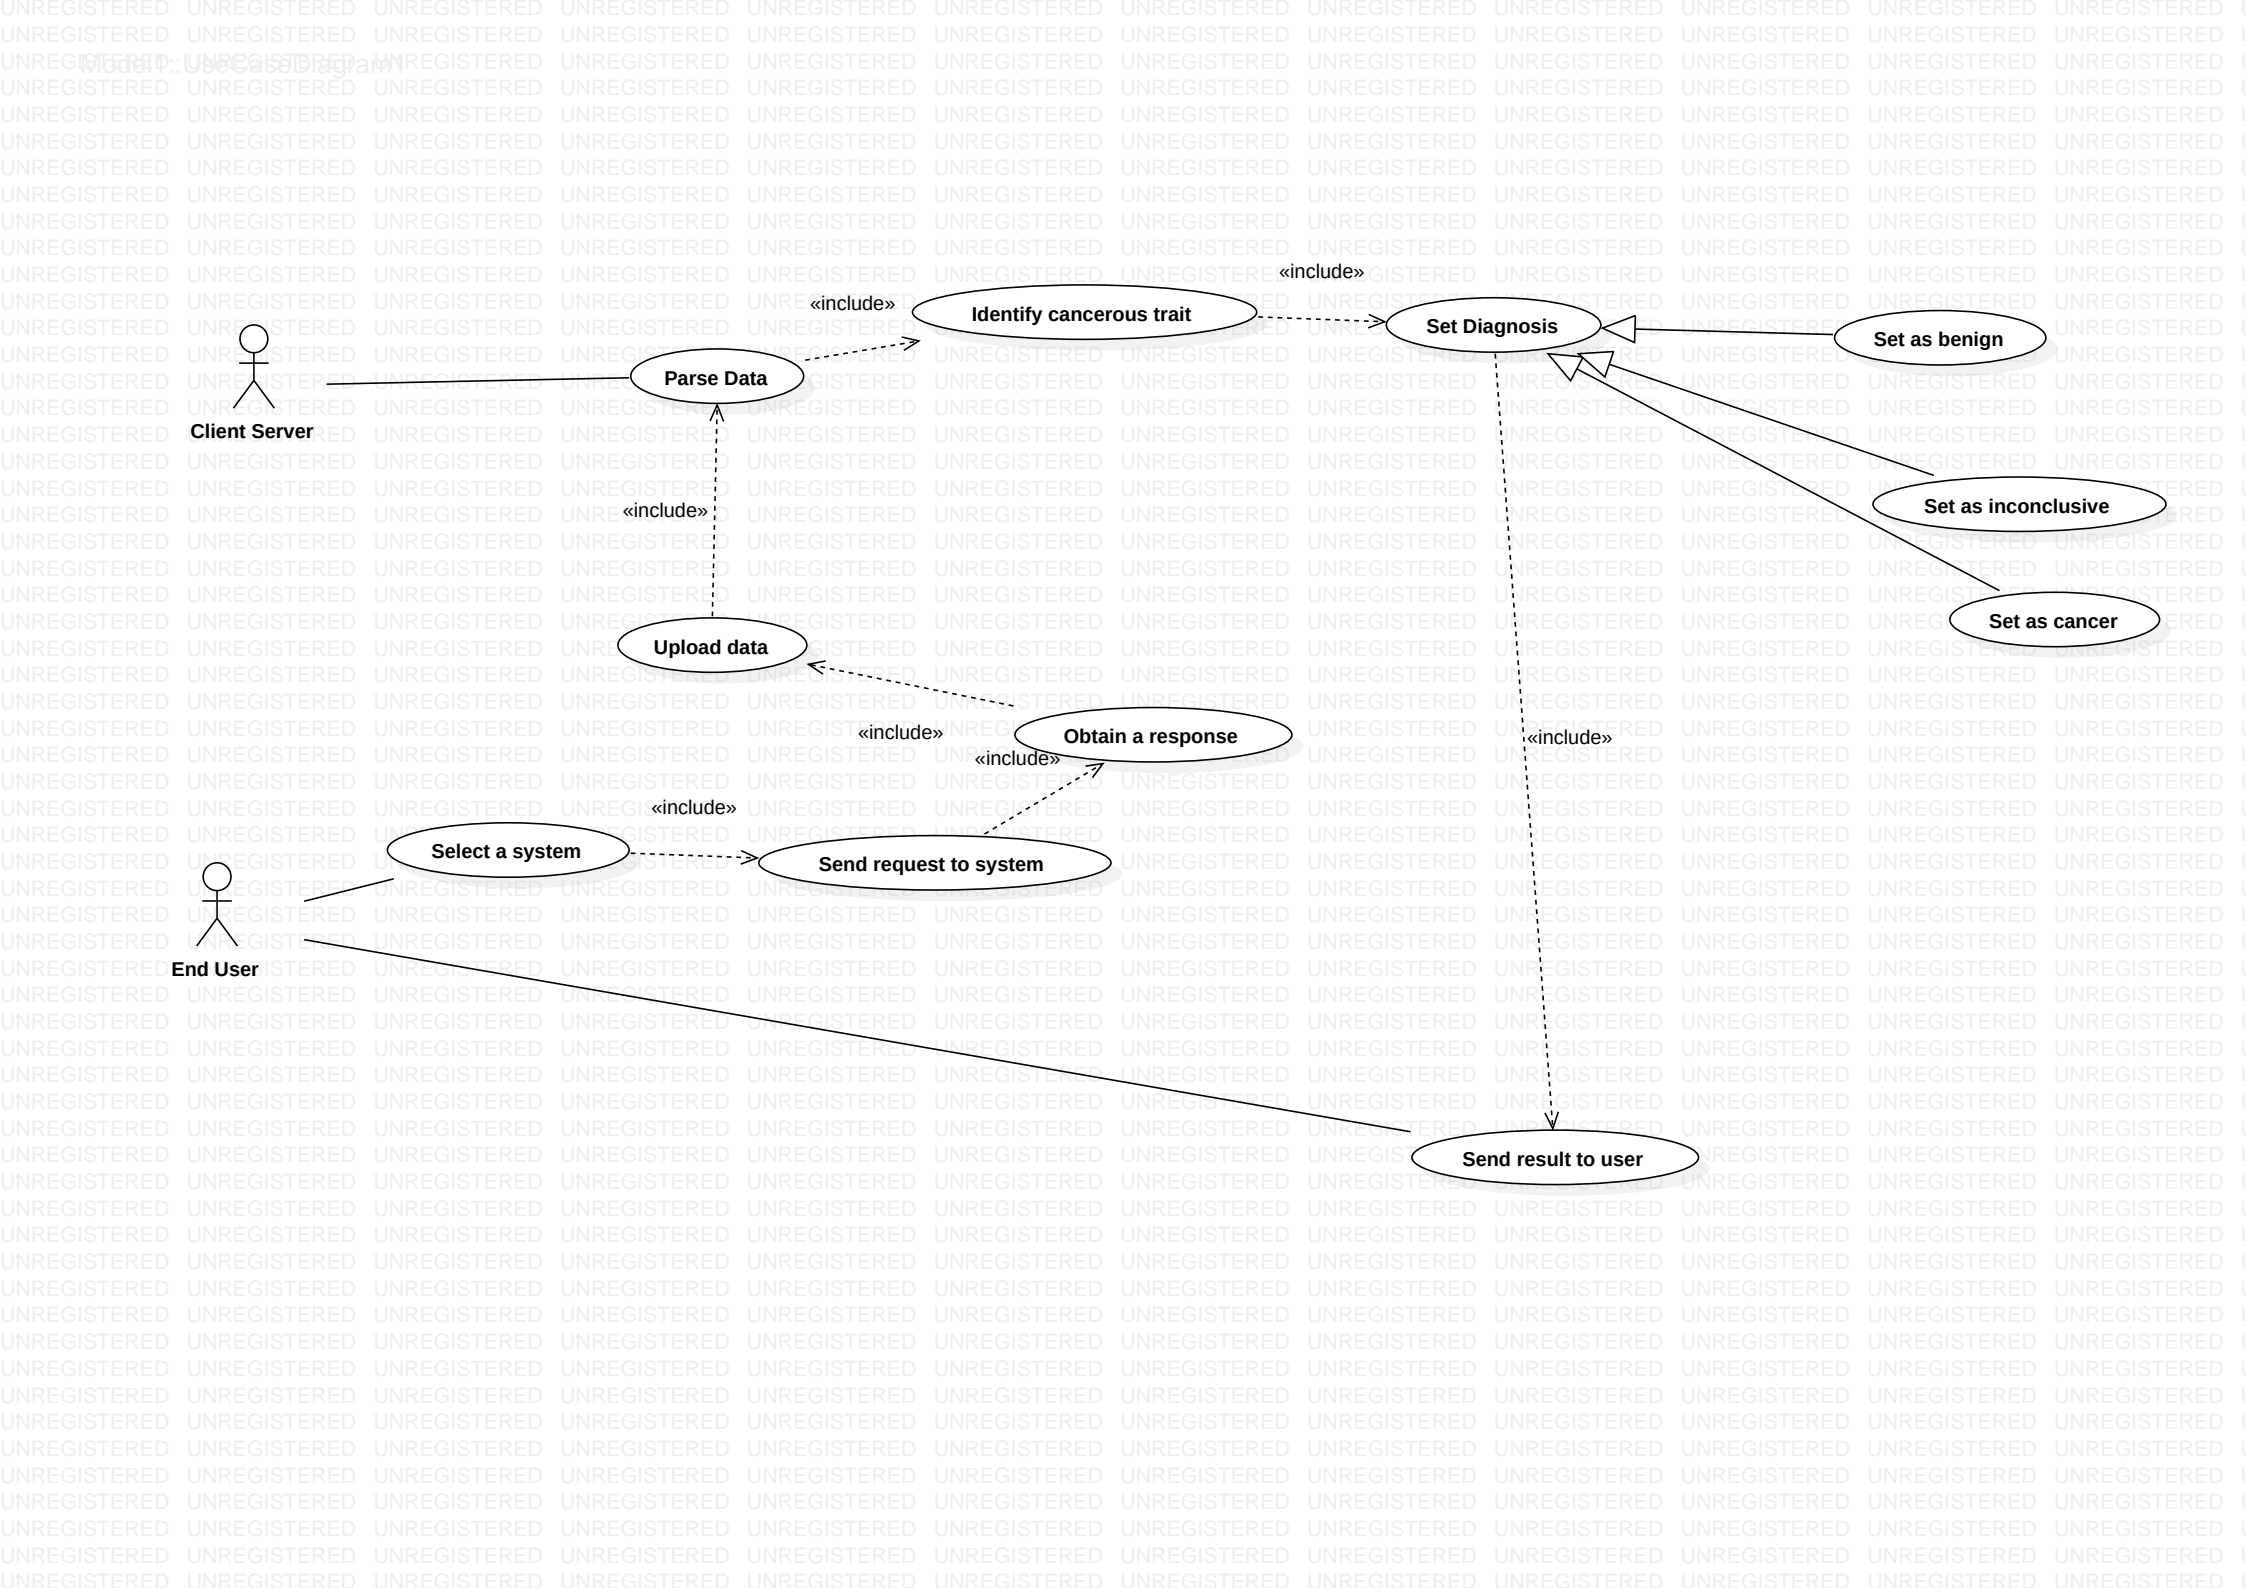 Model1::UseCaseDiagram1
«include»
«include»
Identify cancerous trait
Set Diagnosis
Set as benign
Parse Data
Client Server
Set as inconclusive
«include»
Set as cancer
Upload data
«include»
Obtain a response
«include»
«include»
«include»
Select a system
Send request to system
End User
Send result to user
UNREGISTERED